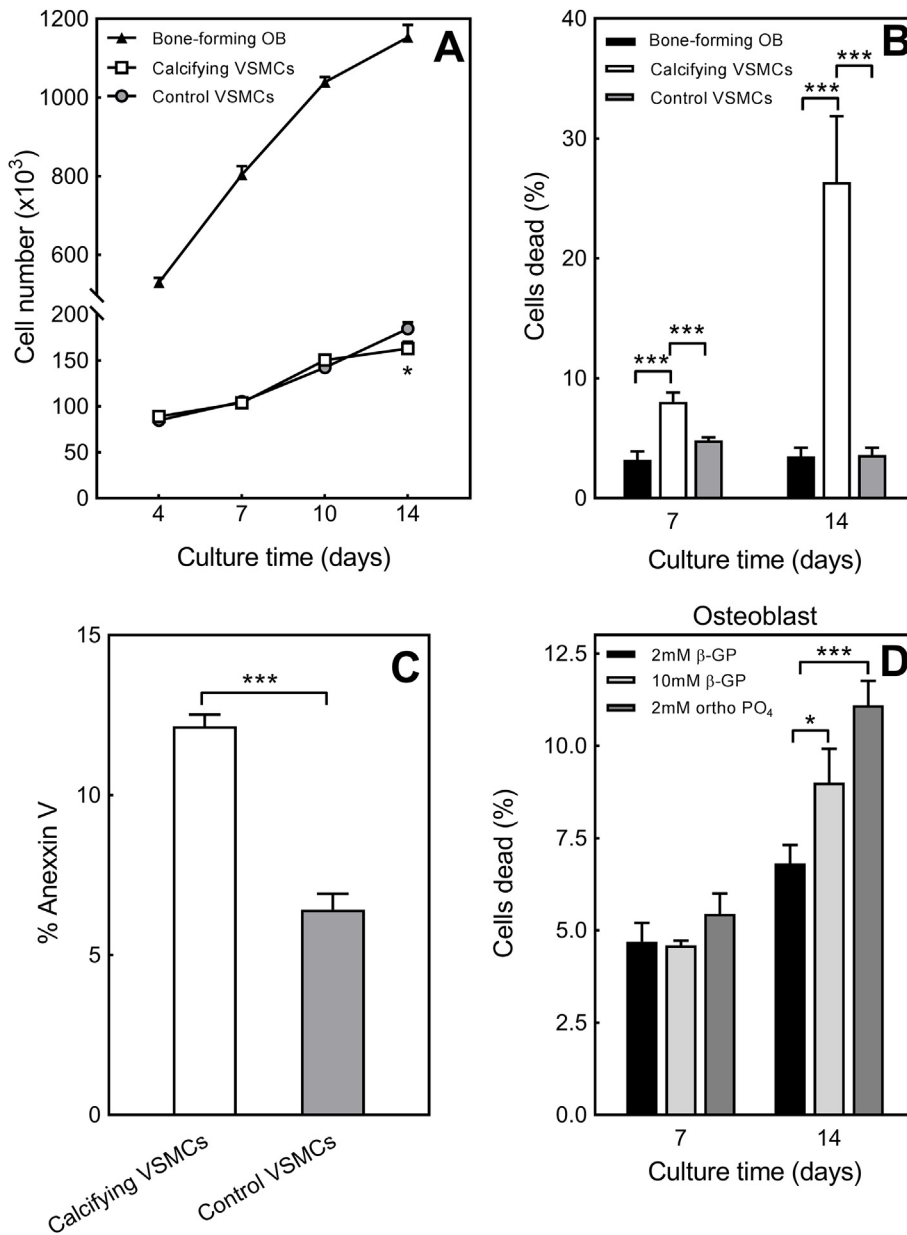 A
Bone-forming OB
Calcifying VSMCs
Control VSMCs
1200
1000
800
600
200
150
100
50
0
Cell number (x10³)
*
4 7 10 14
Culture time (days)
B
Bone-forming OB
Calcifying VSMCs
Control VSMCs
40
30
20
10
0
Cells dead (%)
*** ***
*** ***
7 14
Culture time (days)
C
15
10
5
0
% Anexxin V
***
Calcifying VSMCs
Control VSMCs
Osteoblast
D
2mM β-GP
10mM β-GP
2mM ortho PO₄
12.5
10.0
7.5
5.0
2.5
0.0
Cells dead (%)
***
*
7 14
Culture time (days)